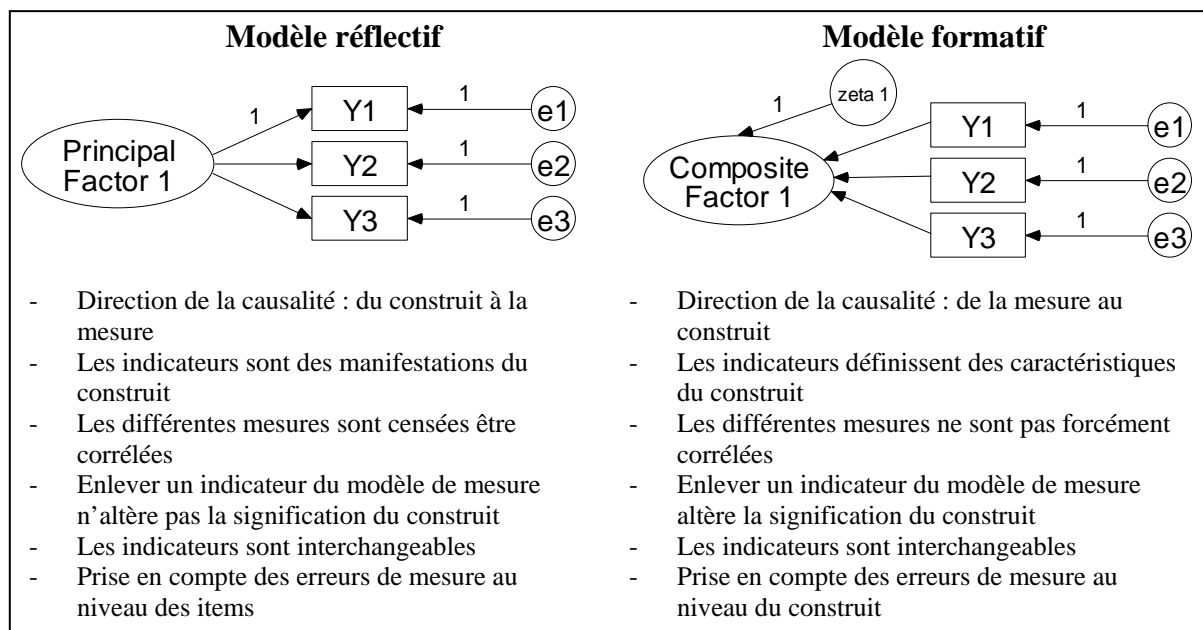 Modèle réflectif
1
Y1
1
e1
Principal
Factor 1
Y2
1
e2
Y3
1
e3
- Direction de la causalité : du construit à la
mesure
- Les indicateurs sont des manifestations du
construit
- Les différentes mesures sont censées être
corrélées
- Enlever un indicateur du modèle de mesure
n’altère pas la signification du construit
- Les indicateurs sont interchangeables
- Prise en compte des erreurs de mesure au
niveau des items
Modèle formatif
zeta 1
1
Y1
1
e1
Composite
Factor 1
Y2
1
e2
Y3
1
e3
- Direction de la causalité : de la mesure au
construit
- Les indicateurs définissent des caractéristiques
du construit
- Les différentes mesures ne sont pas forcément
corrélées
- Enlever un indicateur du modèle de mesure
altère la signification du construit
- Les indicateurs sont interchangeables
- Prise en compte des erreurs de mesure au
niveau du construit